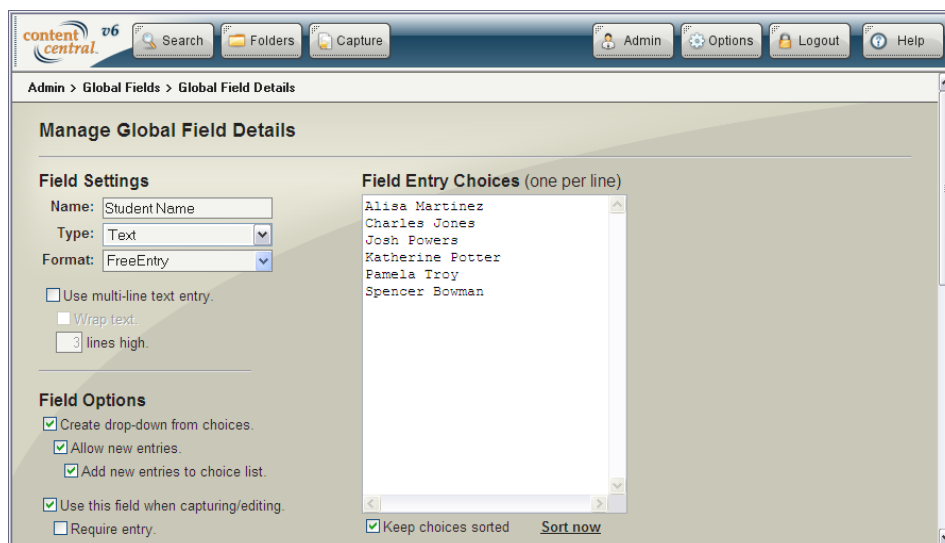 content central. v6 Search Folders Capture Admin Options Logout Help
Admin > Global Fields > Global Field Details
Manage Global Field Details
Field Settings
Name: Student Name
Type: Text
Format: FreeEntry
Use multi-line text entry.
Wrap text.
3 lines high.
Field Options
Create drop-down from choices.
Allow new entries.
Add new entries to choice list.
Use this field when capturing/editing.
Require entry.
Field Entry Choices (one per line)
Alisa Martinez
Charles Jones
Josh Powers
Katherine Potter
Pamela Troy
Spencer Bowman
Keep choices sorted Sort now